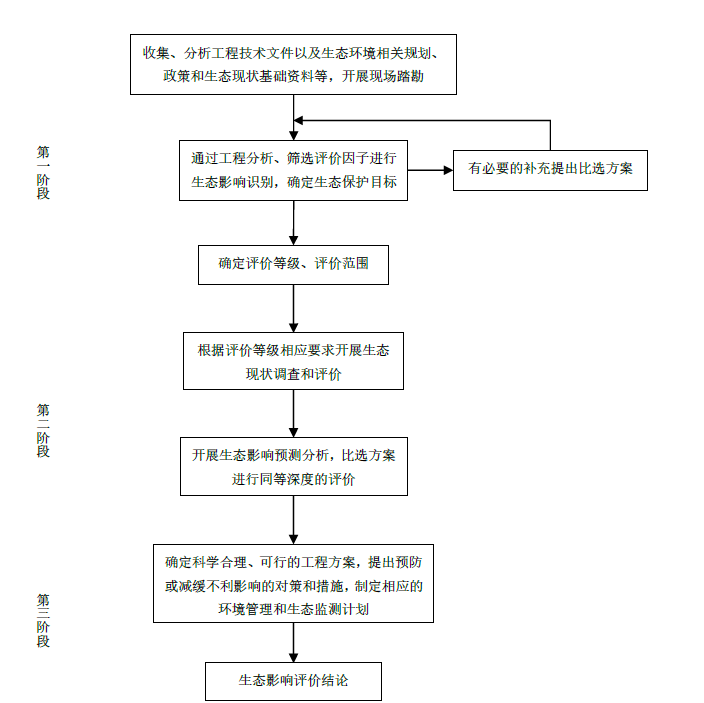 收集、分析工程技术文件以及生态环境相关规划、
政策和生态现状基础资料等，开展现场踏勘
第一阶段
通过工程分析、筛选评价因子进行
生态影响识别，确定生态保护目标
有必要的补充提出比选方案
确定评价等级、评价范围
根据评价等级相应要求开展生态
现状调查和评价
第二阶段
开展生态影响预测分析，比选方案
进行同等深度的评价
确定科学合理、可行的工程方案，提出预防
或减缓不利影响的对策和措施，制定相应的
环境管理和生态监测计划
第三阶段
生态影响评价结论